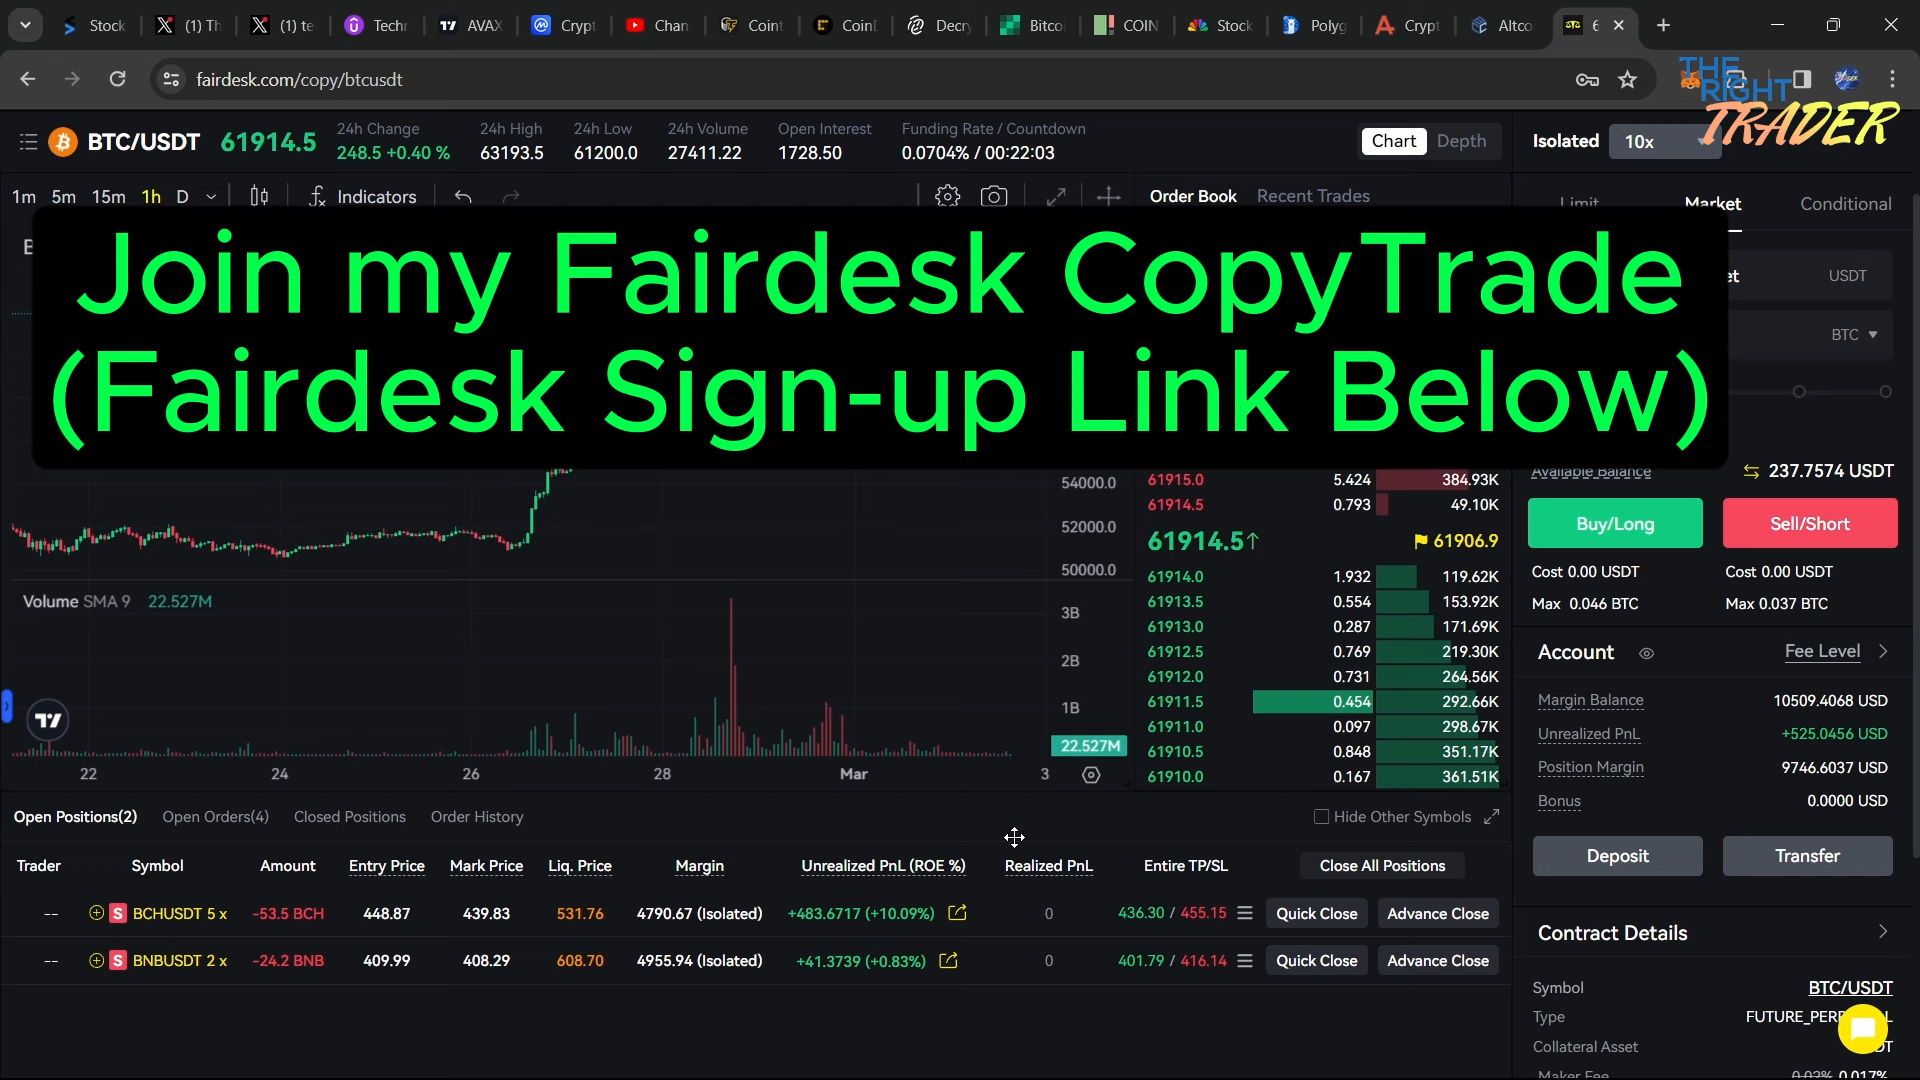 Stock
(1) Th
(1) te
Techr
AVAX
Crypt
Chan
Coint
Coin
Decry
Bitco
COIN
Stock
Polyg
Crypt
Altco
6
fairdesk.com/copy/btcusdt
THE RIGHT TRADER
BTC/USDT 61914.5
24h Change 24h High 24h Low 24h Volume Open Interest Funding Rate / Countdown
248.5 +0.40 % 63193.5 61200.0 27411.22 1728.50 0.0704% / 00:22:03
Chart Depth
Isolated 10x
1m 5m 15m 1h D Indicators
Order Book Recent Trades
Limit Market Conditional
Join my Fairdesk CopyTrade
(Fairdesk Sign-up Link Below)
USDT
BTC
54000.0
52000.0
50000.0
Volume SMA 9 22.527M
3B
2B
1B
22.527M
22 24 26 28 Mar 3
61915.0 5.424 384.93K
61914.5 0.793 49.10K
61914.5↑ 61906.9
61914.0 1.932 119.62K
61913.5 0.554 153.92K
61913.0 0.287 171.69K
61912.5 0.769 219.30K
61912.0 0.731 264.56K
61911.5 0.454 292.66K
61911.0 0.097 298.67K
61910.5 0.848 351.17K
61910.0 0.167 361.51K
Available Balance 237.7574 USDT
Buy/Long Sell/Short
Cost 0.00 USDT Cost 0.00 USDT
Max 0.046 BTC Max 0.037 BTC
Account Fee Level
Margin Balance 10509.4068 USD
Unrealized PnL +525.0456 USD
Position Margin 9746.6037 USD
Bonus 0.0000 USD
Deposit Transfer
Open Positions(2) Open Orders(4) Closed Positions Order History Hide Other Symbols
Trader Symbol Amount Entry Price Mark Price Liq. Price Margin Unrealized PnL (ROE %) Realized PnL Entire TP/SL Close All Positions
-- S BCHUSDT 5 x -53.5 BCH 448.87 439.83 531.76 4790.67 (Isolated) +483.6717 (+10.09%) 0 436.30 / 455.15 Quick Close Advance Close
-- S BNBUSDT 2 x -24.2 BNB 409.99 408.29 608.70 4955.94 (Isolated) +41.3739 (+0.83%) 0 401.79 / 416.14 Quick Close Advance Close
Contract Details
Symbol BTC/USDT
Type FUTURE_PER
Collateral Asset DT
Maker Fee 0.02% 0.017%